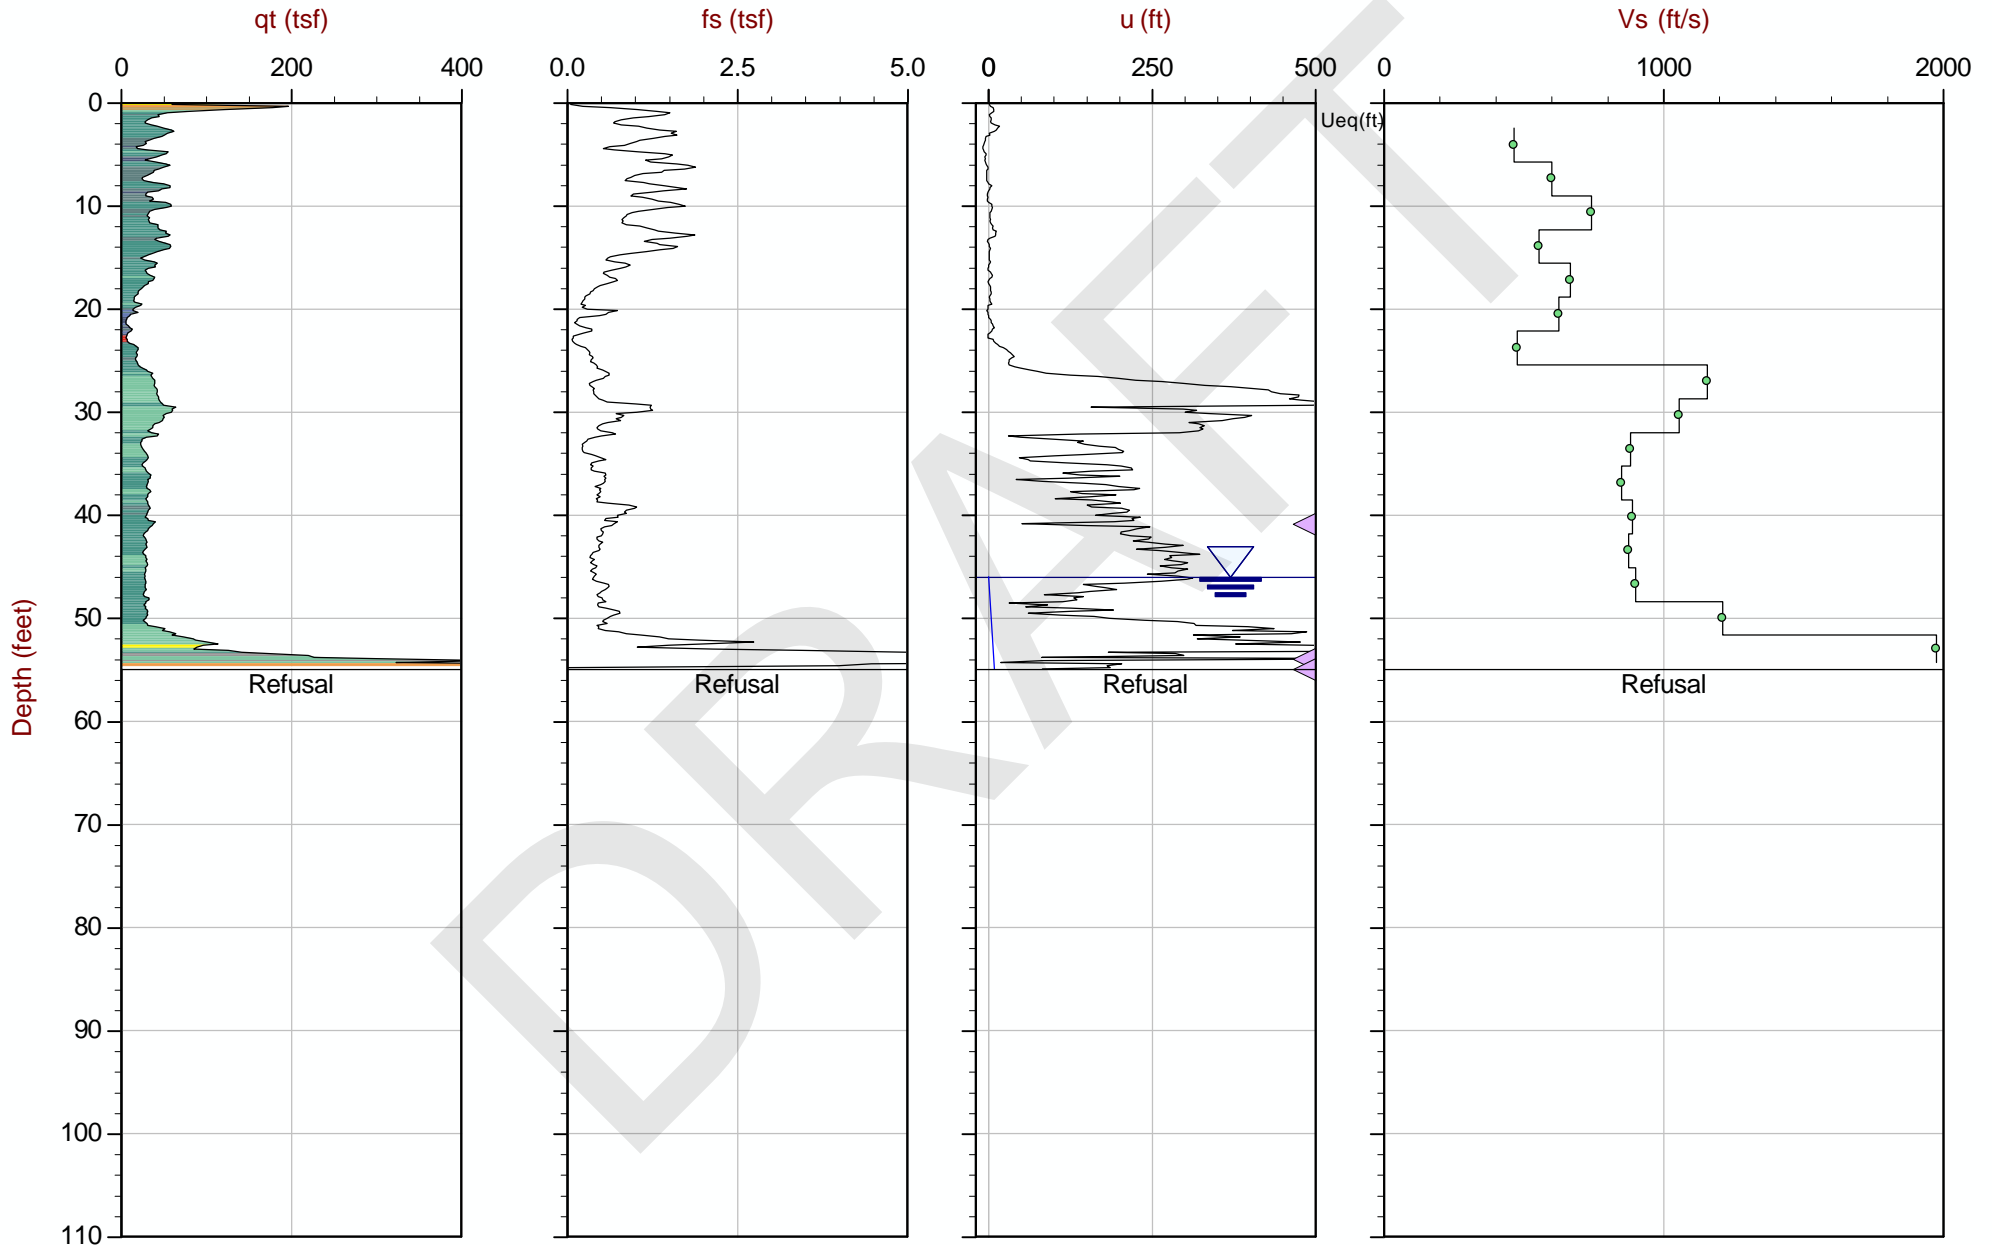 qt (tsf)
fs (tsf)
u (ft)
Vs (ft/s)
0 200 400
0.0 2.5 5.0
0 250 500
0 1000 2000
Ueq(ft)
0
10
20
30
40
50
60
70
80
90
100
110
Depth (feet)
Refusal
Refusal
Refusal
Refusal
DRAFT